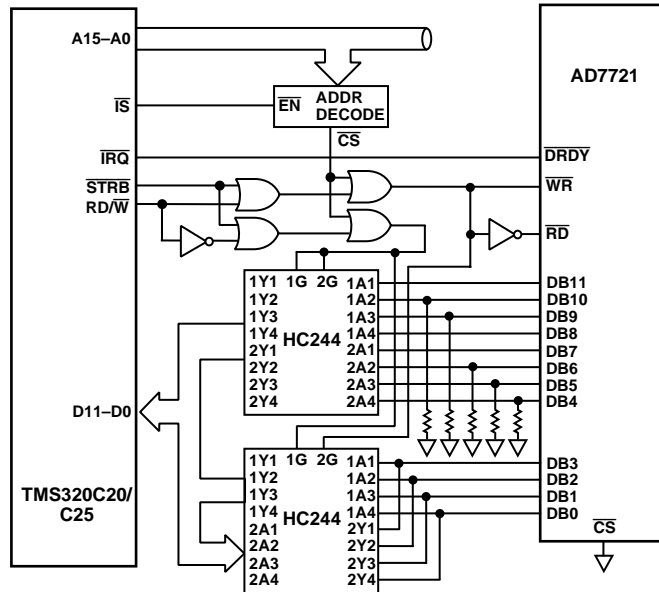 A15–A0
AD7721
IS
EN
ADDR
DECODE
CS
IRQ
DRDY
STRB
WR
RD/W
RD
1Y1
1G
2G
1A1
DB11
1Y2
1A2
DB10
1Y3
1A3
DB9
1Y4
HC244
1A4
DB8
2Y1
2A1
DB7
2Y2
2A2
DB6
2Y3
2A3
DB5
2Y4
2A4
DB4
D11–D0
1Y1
1G
2G
1A1
DB3
1Y2
1A2
DB2
1Y3
1A3
DB1
1Y4
HC244
1A4
DB0
2A1
2Y1
2A2
2Y2
2A3
2Y3
2A4
2Y4
TMS320C20/
C25
CS